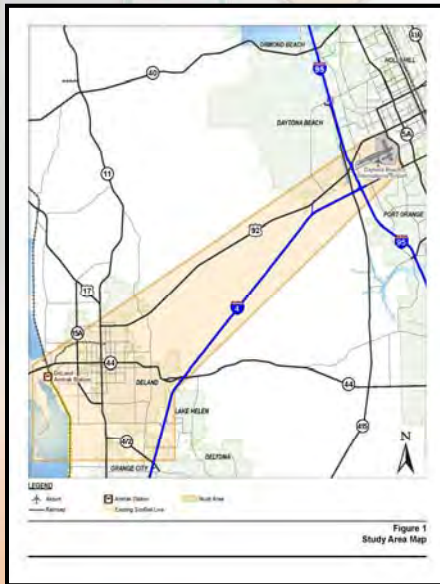 ORMOND BEACH
HOLLY HILL
95
40
DAYTONA BEACH
5A
Daytona Beach
International Airport
11
PORT ORANGE
92
95
17
4
15A
44
DeLand
Amtrak Station
DELAND
44
LAKE HELEN
415
472
DELTONA
ORANGE CITY
N
LEGEND
Airport
Amtrak Station
Study Area
Railroad
Existing SunRail Line
Figure 1
Study Area Map